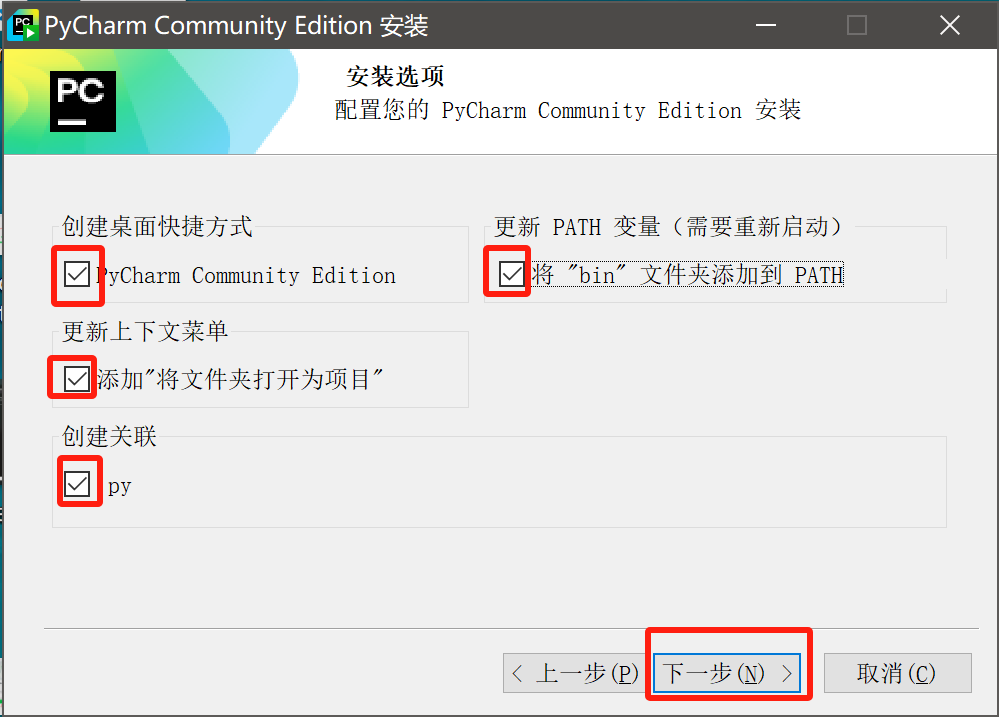 PyCharm Community Edition 安装
PC
安装选项
配置您的 PyCharm Community Edition 安装
创建桌面快捷方式
PyCharm Community Edition
更新 PATH 变量（需要重新启动）
将 "bin" 文件夹添加到 PATH
更新上下文菜单
添加"将文件夹打开为项目"
创建关联
py
< 上一步(P)
下一步(N) >
取消(C)